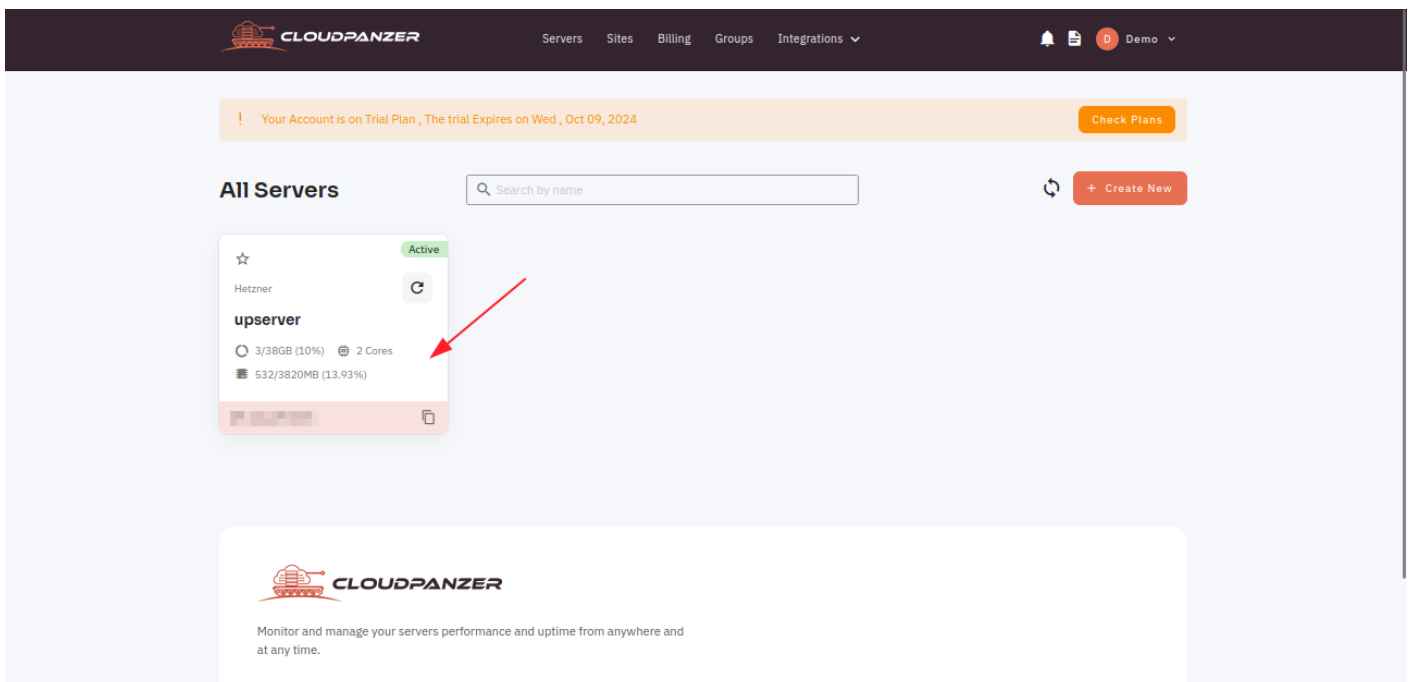 CLOUDPANZER
Servers Sites Billing Groups Integrations
D Demo
! Your Account is on Trial Plan , The trial Expires on Wed , Oct 09, 2024
Check Plans
All Servers
Search by name
+ Create New
Active
Hetzner
upserver
3/38GB (10%) 2 Cores
532/3820MB (13.93%)
CLOUDPANZER
Monitor and manage your servers performance and uptime from anywhere and
at any time.